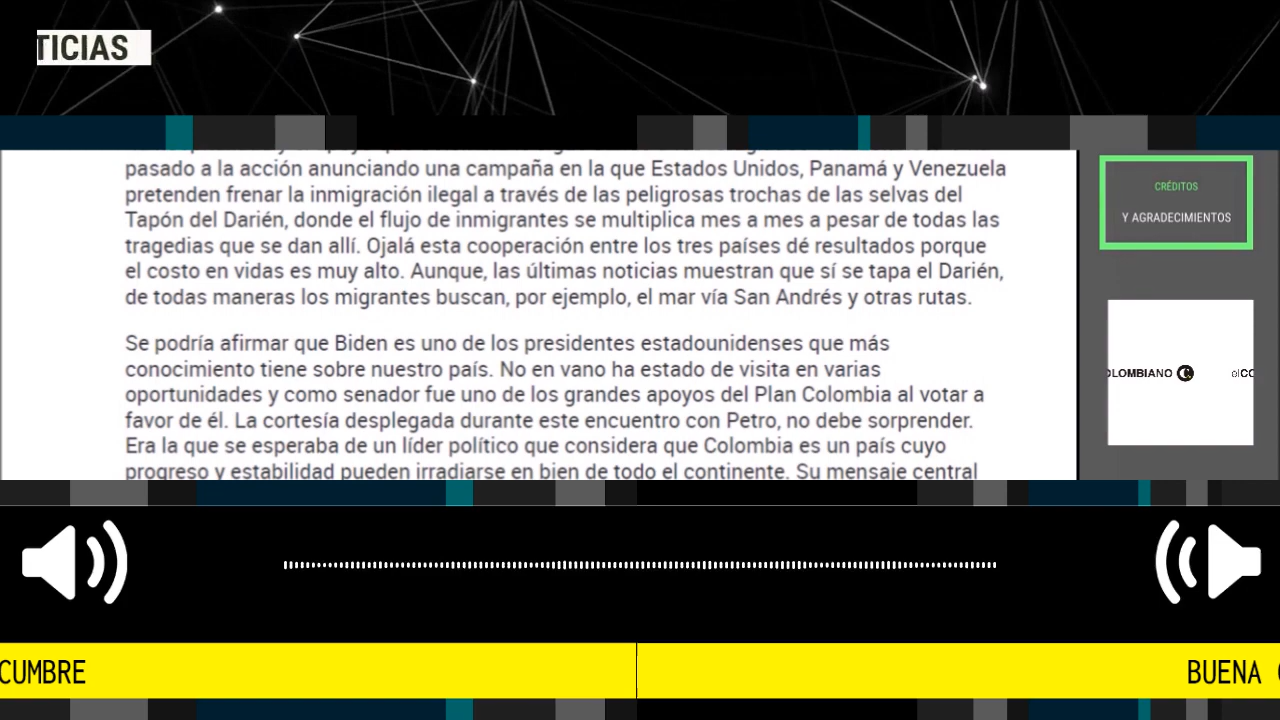 TICIAS
pasado a la acción anunciando una campaña en la que Estados Unidos, Panamá y Venezuela
pretenden frenar la inmigración ilegal a través de las peligrosas trochas de las selvas del
Tapón del Darién, donde el flujo de inmigrantes se multiplica mes a mes a pesar de todas las
tragedias que se dan allí. Ojalá esta cooperación entre los tres países dé resultados porque
el costo en vidas es muy alto. Aunque, las últimas noticias muestran que sí se tapa el Darién,
de todas maneras los migrantes buscan, por ejemplo, el mar vía San Andrés y otras rutas.
Se podría afirmar que Biden es uno de los presidentes estadounidenses que más
conocimiento tiene sobre nuestro país. No en vano ha estado de visita en varias
oportunidades y como senador fue uno de los grandes apoyos del Plan Colombia al votar a
favor de él. La cortesía desplegada durante este encuentro con Petro, no debe sorprender.
Era la que se esperaba de un líder político que considera que Colombia es un país cuyo
progreso y estabilidad pueden irradiarse en bien de todo el continente. Su mensaje central
CRÉDITOS
Y AGRADECIMIENTOS
OLOMBIANO C elCO
CUMBRE
BUENA